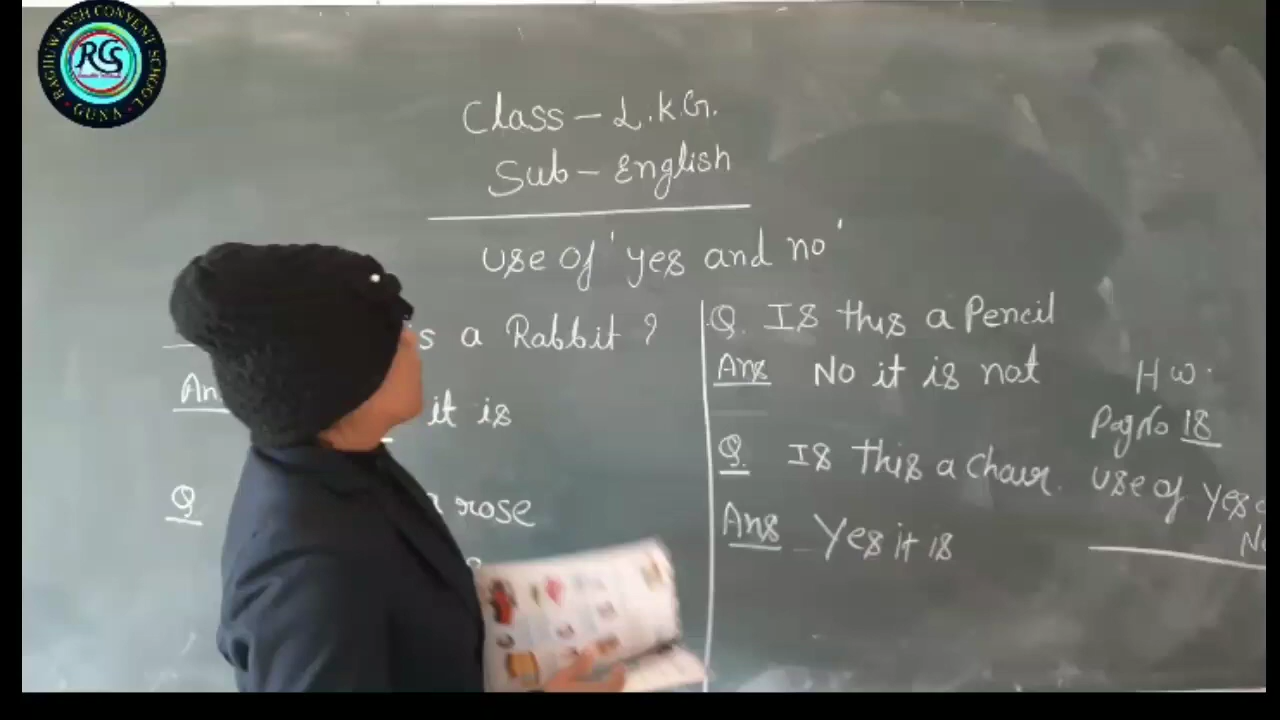 RAGHUWANSH CONVENT SCHOOL
GUNA
RCS
Class - L.K.G.
Sub - English
use of 'yes and no'
s a Rabbit ?
Ans
it is
Q
rose
Q. Is this a Pencil
Ans No it is not
Q. Is this a chair.
Ans Yes it is
H W.
Pag No 18
use of Yes
No